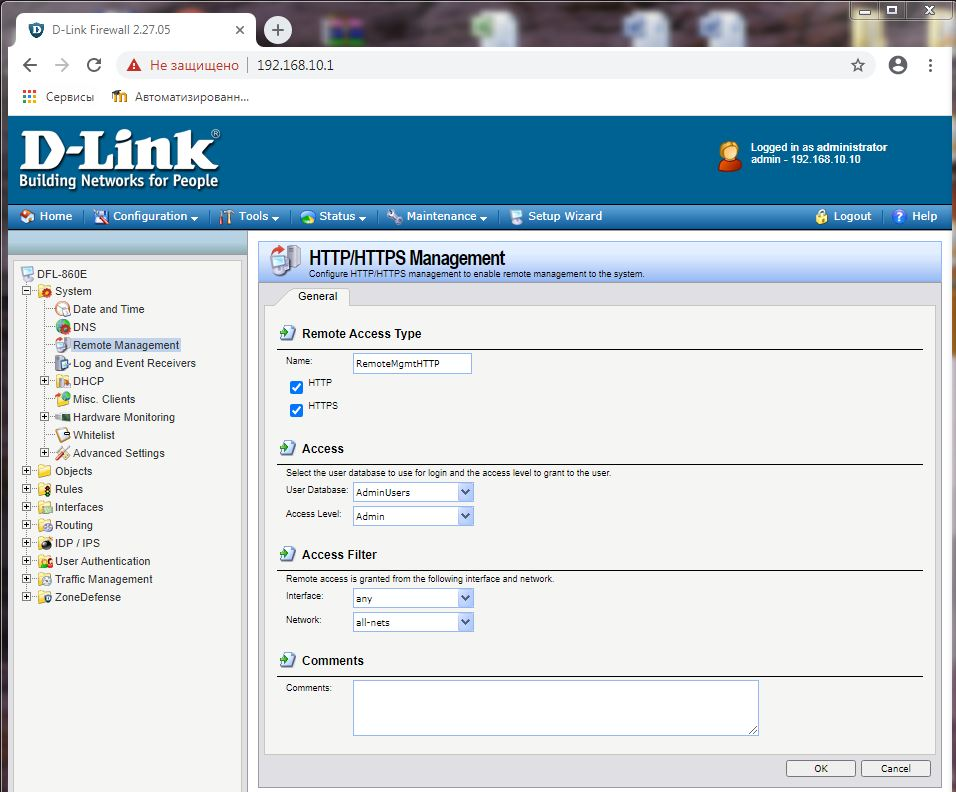 D-Link Firewall 2.27.05
Не защищено 192.168.10.1
Сервисы Автоматизированн...
D-Link®
Building Networks for People
Logged in as administrator
admin - 192.168.10.10
Home Configuration Tools Status Maintenance Setup Wizard Logout Help
DFL-860E
System
Date and Time
DNS
Remote Management
Log and Event Receivers
DHCP
Misc. Clients
Hardware Monitoring
Whitelist
Advanced Settings
Objects
Rules
Interfaces
Routing
IDP / IPS
User Authentication
Traffic Management
ZoneDefense
HTTP/HTTPS Management
Configure HTTP/HTTPS management to enable remote management to the system.
General
Remote Access Type
Name: RemoteMgmtHTTP
HTTP
HTTPS
Access
Select the user database to use for login and the access level to grant to the user.
User Database: AdminUsers
Access Level: Admin
Access Filter
Remote access is granted from the following interface and network.
Interface: any
Network: all-nets
Comments
Comments:
OK Cancel